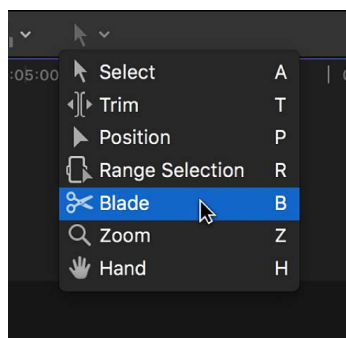 :05:00
Select A
Trim T
Position P
Range Selection R
Blade B
Zoom Z
Hand H